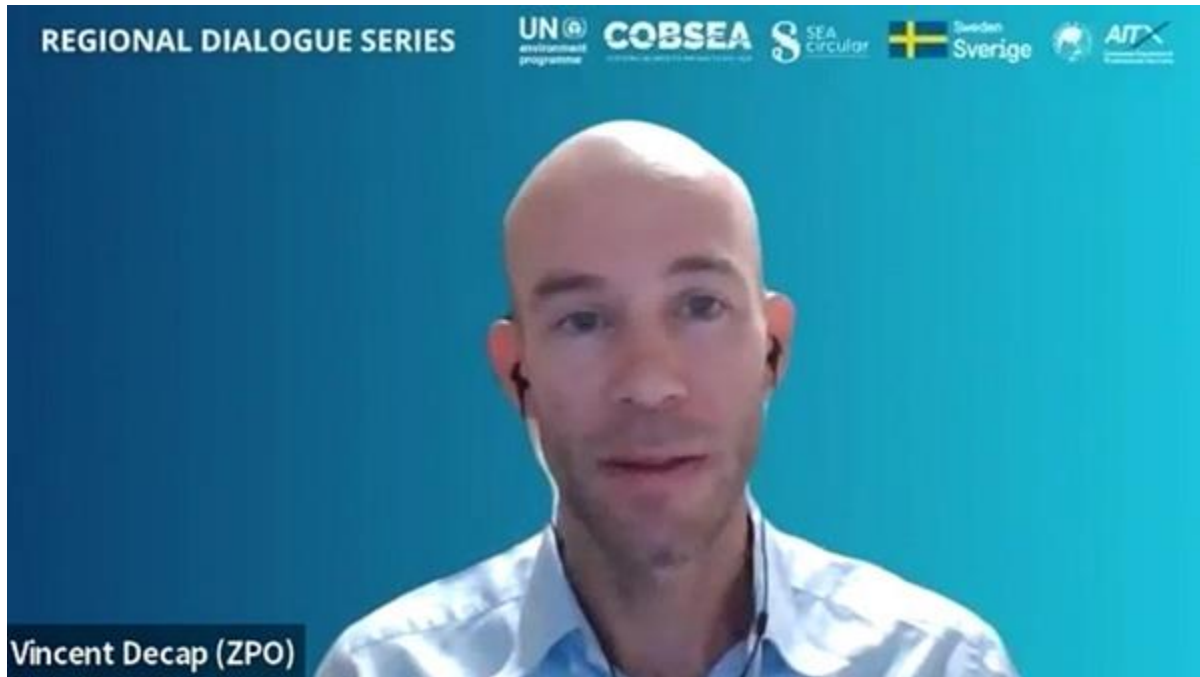 REGIONAL DIALOGUE SERIES
UN
environment
programme
COBSEA
SEA
circular
Sweden
Sverige
AIT
Vincent Decap (ZPO)